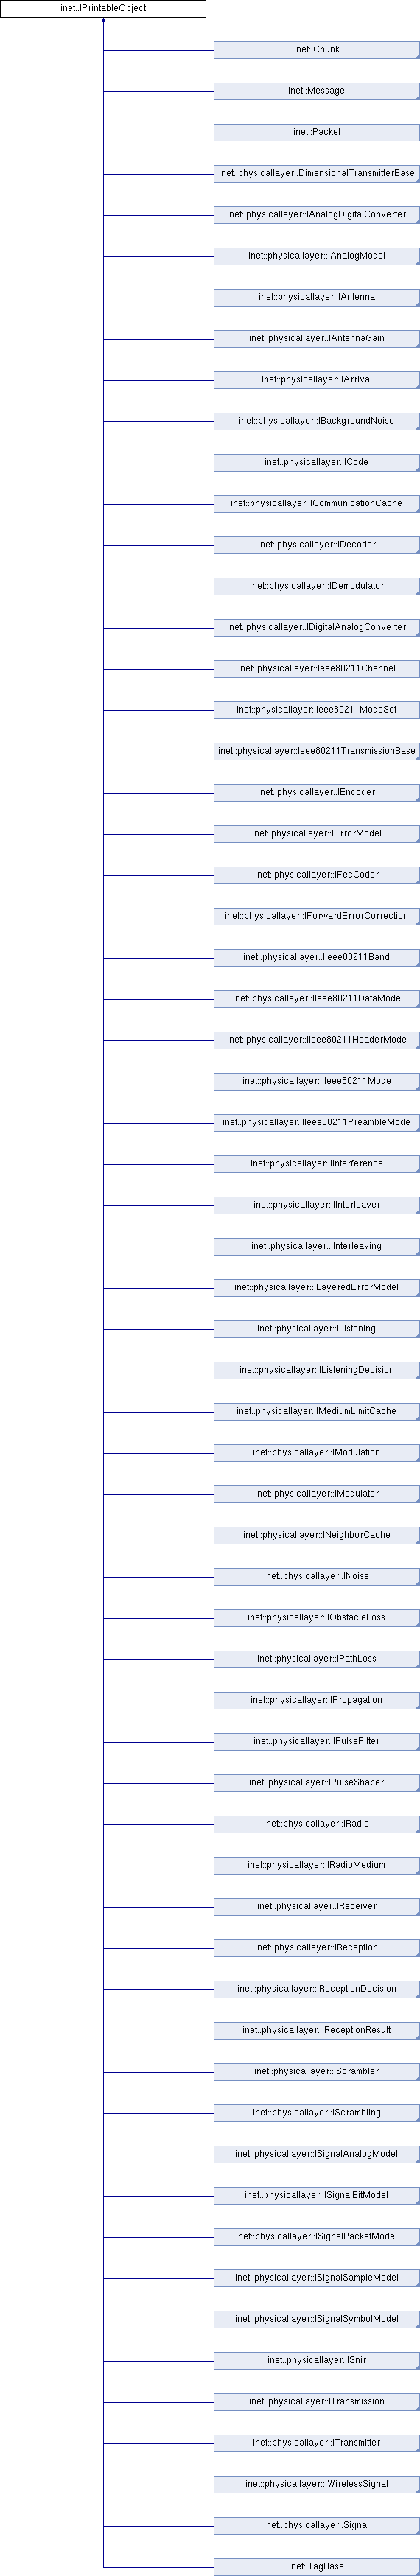 inet::IPrintableObject
inet::Chunk
inet::Message
inet::Packet
inet::physicallayer::DimensionalTransmitterBase
inet::physicallayer::IAnalogDigitalConverter
inet::physicallayer::IAnalogModel
inet::physicallayer::IAntenna
inet::physicallayer::IAntennaGain
inet::physicallayer::IArrival
inet::physicallayer::IBackgroundNoise
inet::physicallayer::ICode
inet::physicallayer::ICommunicationCache
inet::physicallayer::IDecoder
inet::physicallayer::IDemodulator
inet::physicallayer::IDigitalAnalogConverter
inet::physicallayer::Ieee80211Channel
inet::physicallayer::Ieee80211ModeSet
inet::physicallayer::Ieee80211TransmissionBase
inet::physicallayer::IEncoder
inet::physicallayer::IErrorModel
inet::physicallayer::IFecCoder
inet::physicallayer::IForwardErrorCorrection
inet::physicallayer::IIeee80211Band
inet::physicallayer::IIeee80211DataMode
inet::physicallayer::IIeee80211HeaderMode
inet::physicallayer::IIeee80211Mode
inet::physicallayer::IIeee80211PreambleMode
inet::physicallayer::IInterference
inet::physicallayer::IInterleaver
inet::physicallayer::IInterleaving
inet::physicallayer::ILayeredErrorModel
inet::physicallayer::IListening
inet::physicallayer::IListeningDecision
inet::physicallayer::IMediumLimitCache
inet::physicallayer::IModulation
inet::physicallayer::IModulator
inet::physicallayer::INeighborCache
inet::physicallayer::INoise
inet::physicallayer::IObstacleLoss
inet::physicallayer::IPathLoss
inet::physicallayer::IPropagation
inet::physicallayer::IPulseFilter
inet::physicallayer::IPulseShaper
inet::physicallayer::IRadio
inet::physicallayer::IRadioMedium
inet::physicallayer::IReceiver
inet::physicallayer::IReception
inet::physicallayer::IReceptionDecision
inet::physicallayer::IReceptionResult
inet::physicallayer::IScrambler
inet::physicallayer::IScrambling
inet::physicallayer::ISignalAnalogModel
inet::physicallayer::ISignalBitModel
inet::physicallayer::ISignalPacketModel
inet::physicallayer::ISignalSampleModel
inet::physicallayer::ISignalSymbolModel
inet::physicallayer::ISnir
inet::physicallayer::ITransmission
inet::physicallayer::ITransmitter
inet::physicallayer::IWirelessSignal
inet::physicallayer::Signal
inet::TagBase